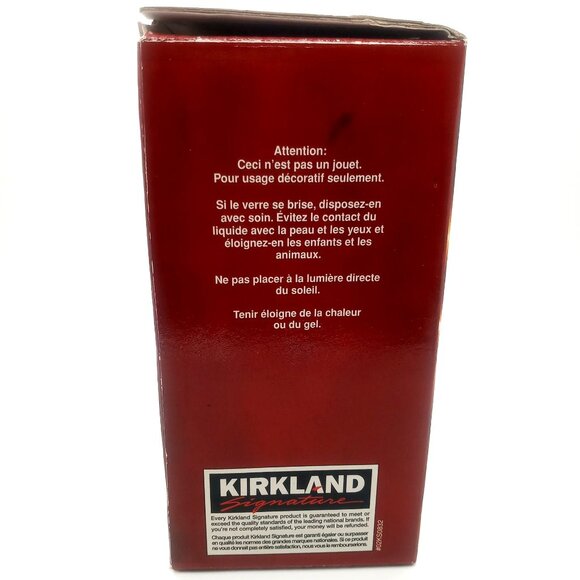 Attention:
Ceci n'est pas un jouet.
Pour usage décoratif seulement.
Si le verre se brise, disposez-en
avec soin. Évitez le contact du
liquide avec la peau et les yeux et
éloignez-en les enfants et les
animaux.
Ne pas placer à la lumière directe
du soleil.
Tenir éloigne de la chaleur
ou du gel.
KIRKLAND
Signature
Every Kirkland Signature product is guaranteed to meet or
exceed the quality standards of the leading national brands. If
you're not completely satisfied, your money will be refunded.
Chaque produit Kirkland Signature est garanti égaler ou surpasser
en qualité les normes des grandes marques nationales. Si ce produit
ne vous donnait pas entière satisfaction, nous vous le rembourserions.